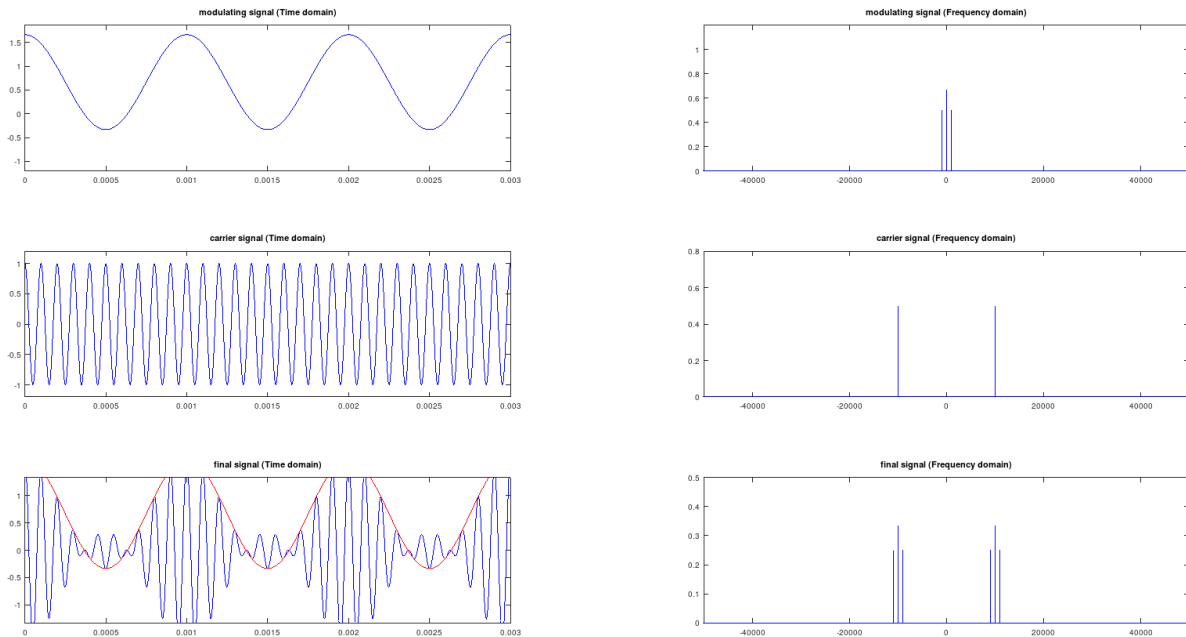 modulating signal (Time domain)
1.5
1
0.5
0
-0.5
-1
0 0.0005 0.001 0.0015 0.002 0.0025 0.003
modulating signal (Frequency domain)
1
0.8
0.6
0.4
0.2
0
-40000 -20000 0 20000 40000
carrier signal (Time domain)
1
0.5
0
-0.5
-1
0 0.0005 0.001 0.0015 0.002 0.0025 0.003
carrier signal (Frequency domain)
0.8
0.6
0.4
0.2
0
-40000 -20000 0 20000 40000
final signal (Time domain)
1
0.5
0
-0.5
-1
0 0.0005 0.001 0.0015 0.002 0.0025 0.003
final signal (Frequency domain)
0.5
0.4
0.3
0.2
0.1
0
-40000 -20000 0 20000 40000